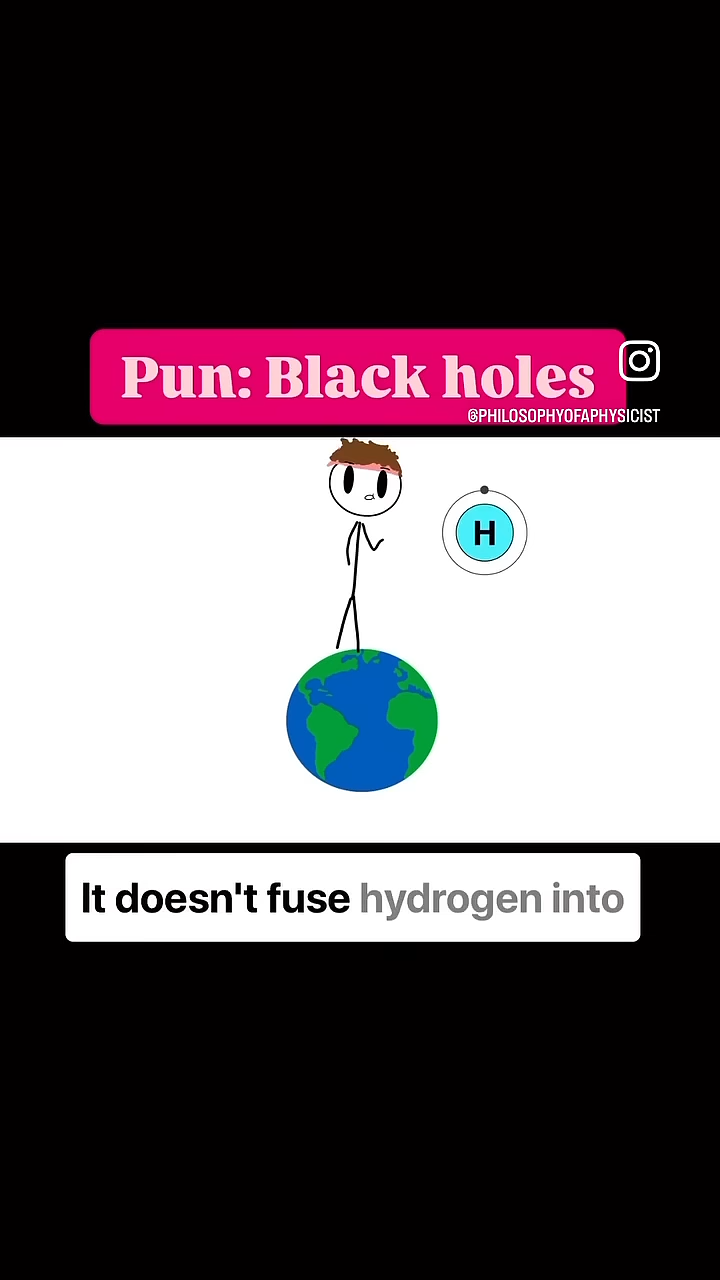 Pun: Black holes
@PHILOSOPHYOFAPHYSICIST
H
It doesn't fuse hydrogen into